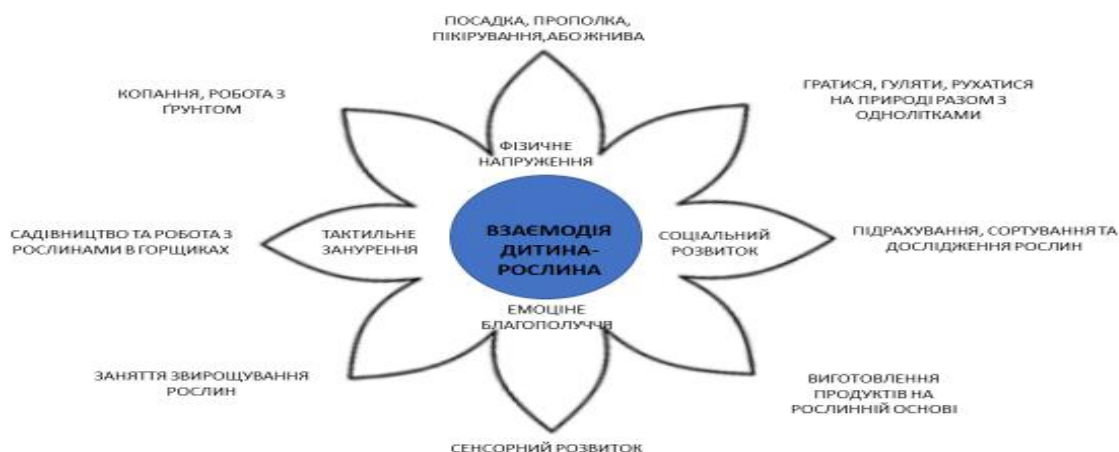 ПОСАДКА, ПРОПОЛКА,
ПІКІРУВАННЯ,АБО ЖНИВА
КОПАННЯ, РОБОТА З
ҐРУНТОМ
ГРАТИСЯ, ГУЛЯТИ, РУХАТИСЯ
НА ПРИРОДІ РАЗОМ З
ОДНОЛІТКАМИ
ФІЗИЧНЕ
НАПРУЖЕННЯ
САДІВНИЦТВО ТА РОБОТА З
РОСЛИНАМИ В ГОРЩИКАХ
ТАКТИЛЬНЕ
ЗАНУРЕННЯ
ВЗАЄМОДІЯ
ДИТИНА-
РОСЛИНА
СОЦІАЛЬНИЙ
РОЗВИТОК
ПІДРАХУВАННЯ, СОРТУВАННЯ ТА
ДОСЛІДЖЕННЯ РОСЛИН
ЕМОЦІНЕ
БЛАГОПОЛУЧЧЯ
ЗАНЯТТЯ ЗВИРОЩУВАННЯ
РОСЛИН
ВИГОТОВЛЕННЯ
ПРОДУКТІВ НА
РОСЛИННІЙ ОСНОВІ
СЕНСОРНИЙ РОЗВИТОК